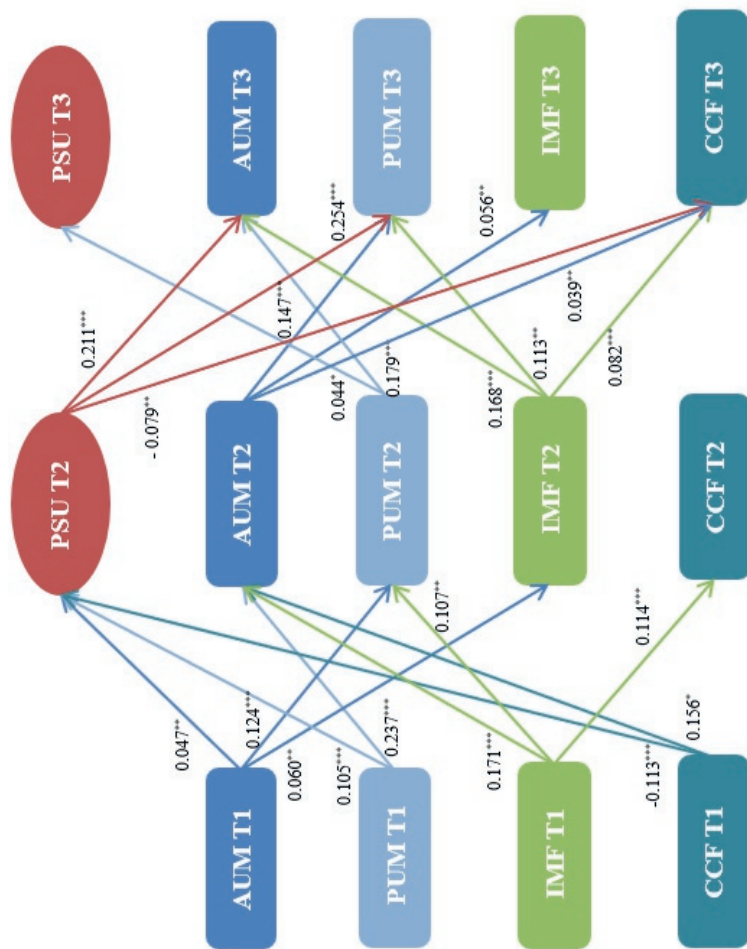 PSU T2
PSU T3
AUM T1
AUM T2
AUM T3
PUM T1
PUM T2
PUM T3
IMF T1
IMF T2
IMF T3
CCF T1
CCF T2
CCF T3
0.047**
0.124***
0.060**
0.105***
0.237***
0.107**
0.171***
0.114***
-0.113***
0.156*
0.211***
- 0.079**
0.147***
0.254***
0.044*
0.179***
0.056**
0.039**
0.168***
0.113**
0.082***